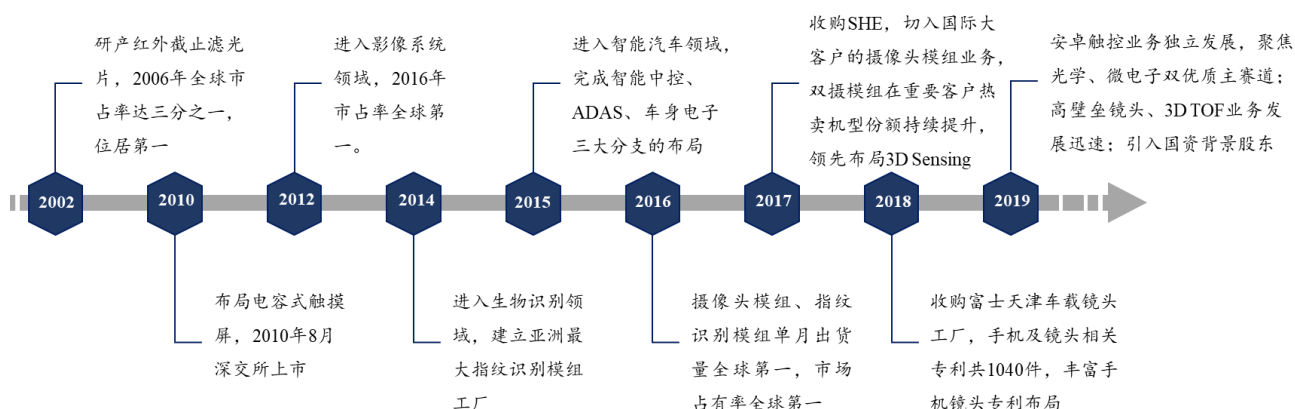 研产红外截止滤光
片，2006年全球市
占率达三分之一，
位居第一
进入影像系统
领域，2016年
市占率全球第
一。
进入智能汽车领域，
完成智能中控、
ADAS、车身电子
三大分支的布局
收购SHE，切入国际大
客户的摄像头模组业务，
双摄模组在重要客户热
卖机型份额持续提升，
领先布局3D Sensing
安卓触控业务独立发展，聚焦
光学、微电子双优质主赛道；
高壁垒镜头、3D TOF业务发
展迅速；引入国资背景股东
2002
2010
2012
2014
2015
2016
2017
2018
2019
布局电容式触摸
屏，2010年8月
深交所上市
进入生物识别领
域，建立亚洲最
大指纹识别模组
工厂
摄像头模组、指纹
识别模组单月出货
量全球第一，市场
占有率全球第一
收购富士天津车载镜头
工厂，手机及镜头相关
专利共1040件，丰富手
机镜头专利布局